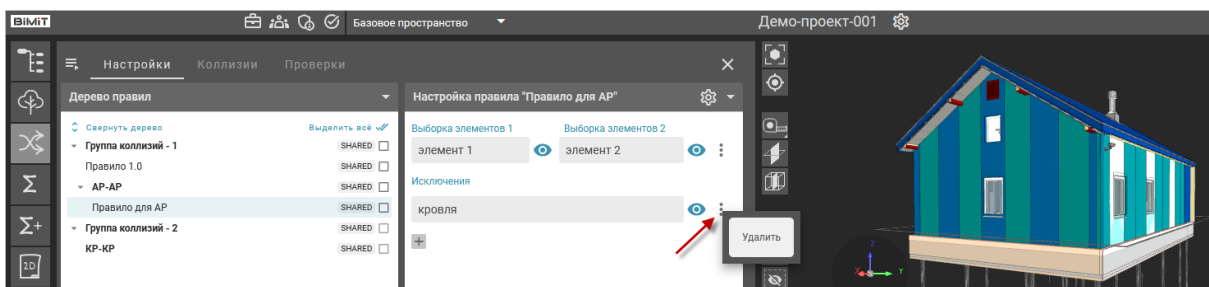 BIMIT
Базовое пространство
Демо-проект-001
Настройки Коллизии Проверки
Дерево правил
Свернуть дерево Выделить всё
Группа коллизий - 1 SHARED
Правило 1.0 SHARED
АР-АР SHARED
Правило для АР SHARED
Группа коллизий - 2 SHARED
КР-КР SHARED
Настройка правила "Правило для АР"
Выборка элементов 1 Выборка элементов 2
элемент 1 элемент 2
Исключения
кровля
+
Удалить
Σ
Σ+
2D
Z
X Y